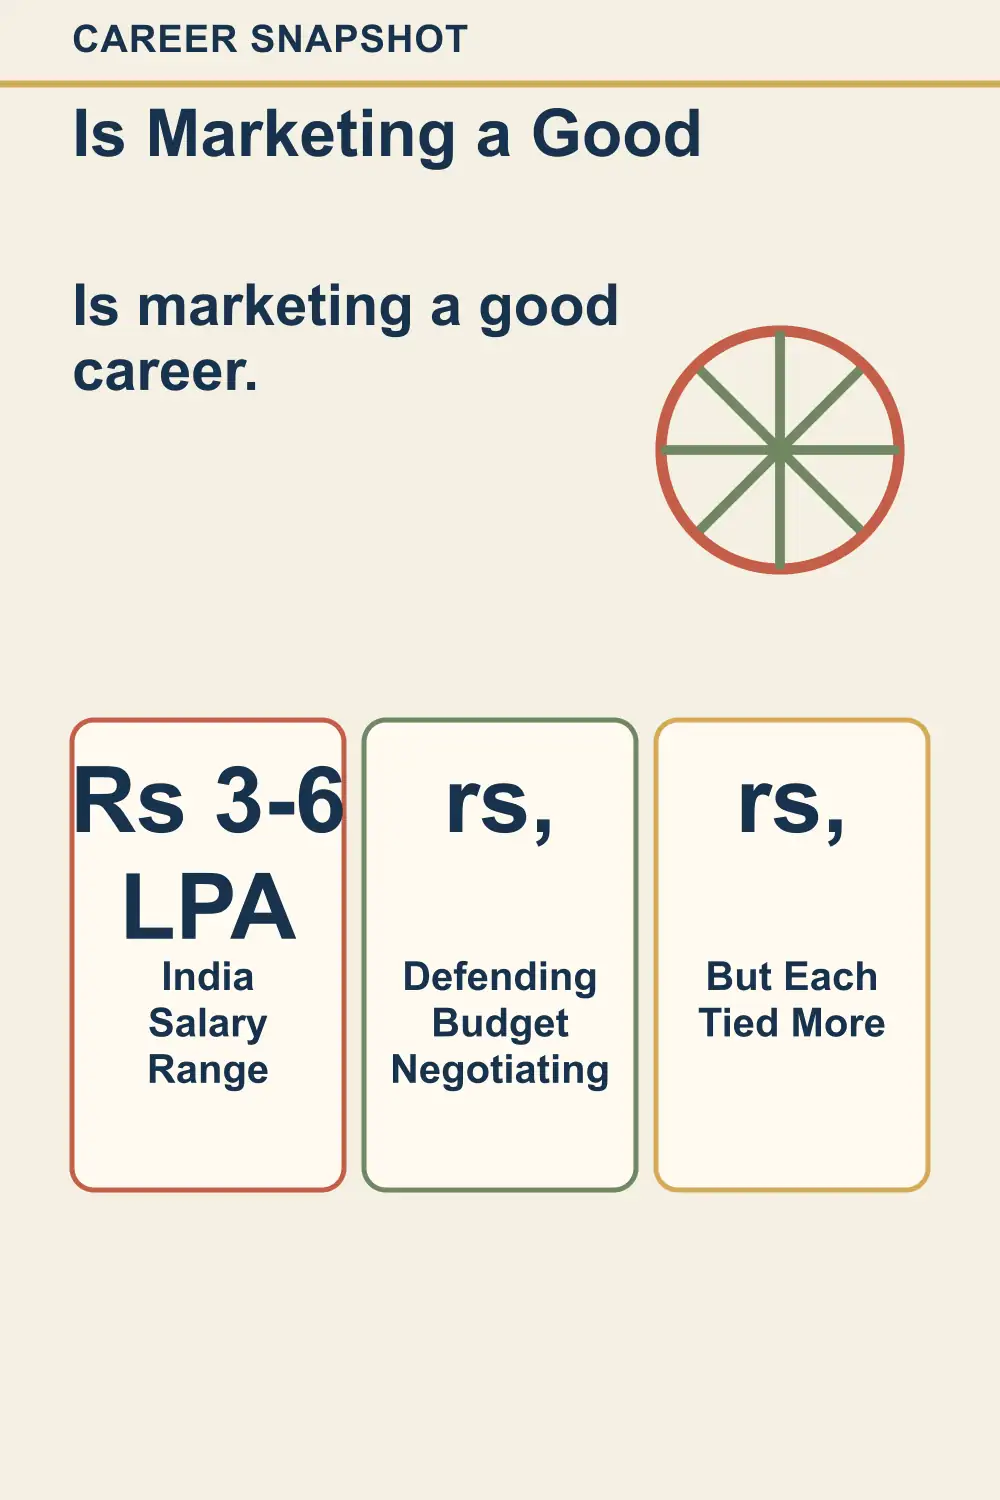 CAREER SNAPSHOT
Is Marketing a Good
Is marketing a good
career.
Rs 3-6
LPA
India
Salary
Range
rs,
Defending
Budget
Negotiating
rs,
But Each
Tied More